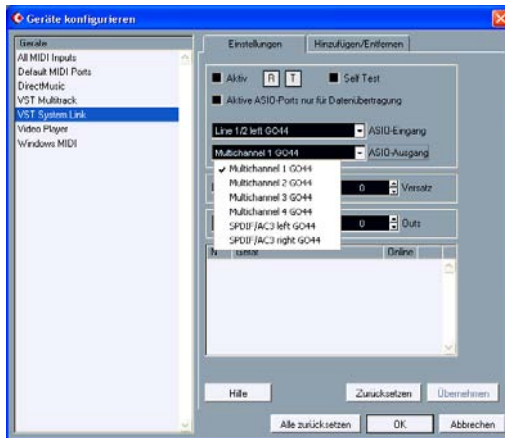 Geräte konfigurieren
Geräte
All MIDI Inputs
Default MIDI Ports
DirectMusic
VST Multitrack
VST System Link
Video Player
Windows MIDI
Einstellungen
Hinzufügen/Entfernen
Aktiv R T Self Test
Aktive ASIO-Ports nur für Datenübertragung
Line 1/2 left GO44 ASIO-Eingang
Multichannel 1 GO44 ASIO-Ausgang
Multichannel 1 GO44
Multichannel 2 GO44
Multichannel 3 GO44
Multichannel 4 GO44
SPDIF/AC3 left GO44
SPDIF/AC3 right GO44
0 Versatz
0 Outs
Gerät Online
Hilfe Zurücksetzen Übernehmen
Alle zurücksetzen OK Abbrechen